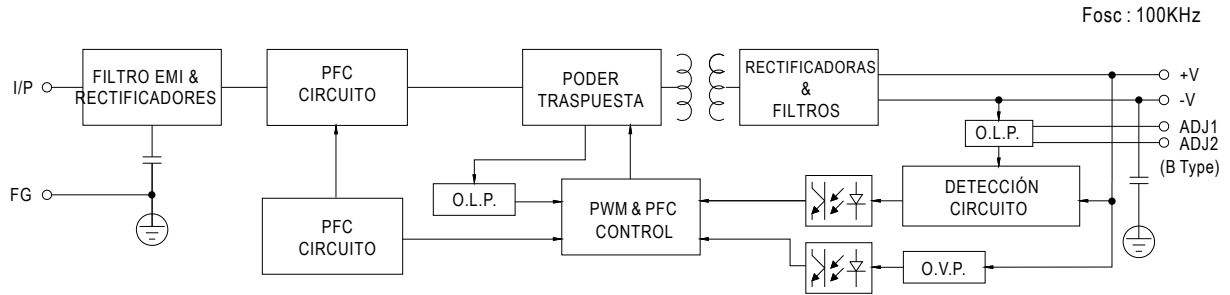 Fosc : 100KHz
I/P
FILTRO EMI &
RECTIFICADORES
PFC
CIRCUITO
PODER
TRASPUESTA
RECTIFICADORAS
&
FILTROS
+V
-V
O.L.P.
ADJ1
ADJ2
(B Type)
FG
O.L.P.
PFC
CIRCUITO
PWM & PFC
CONTROL
DETECCIÓN
CIRCUITO
O.V.P.